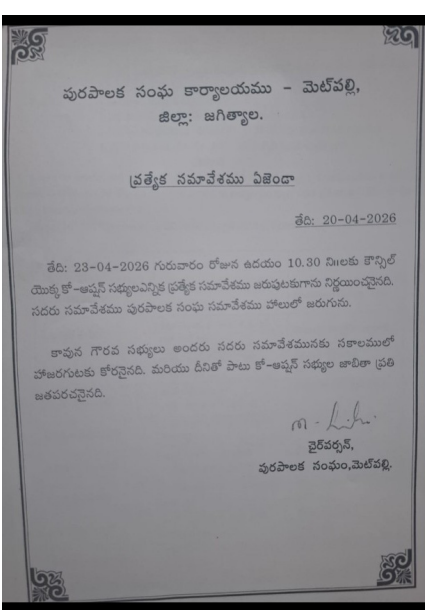 పురపాలక సంఘ కార్యాలయము – మెట్‌పల్లి,
జిల్లా: జగిత్యాల.
ప్రత్యేక సమావేశము ఏజెండా
తేది: 20-04-2026
తేది: 23-04-2026 గురువారం రోజున ఉదయం 10.30 ని॥లకు కౌన్సిల్
యొక్క కో-ఆప్షన్ సభ్యులఎన్నిక ప్రత్యేక సమావేశము జరుపుటకుగాను నిర్ణయించనైనది.
సదరు సమావేశము పురపాలక సంఘ సమావేశము హాలులో జరుగును.
కావున గౌరవ సభ్యులు అందరు సదరు సమావేశమునకు సకాలములో
హాజరగుటకు కోరనైనది. మరియు దీనితో పాటు కో-ఆప్షన్ సభ్యుల జాబితా ప్రతి
జతపరచనైనది.
చైర్‌పర్సన్,
పురపాలక సంఘం,మెట్‌పల్లి.